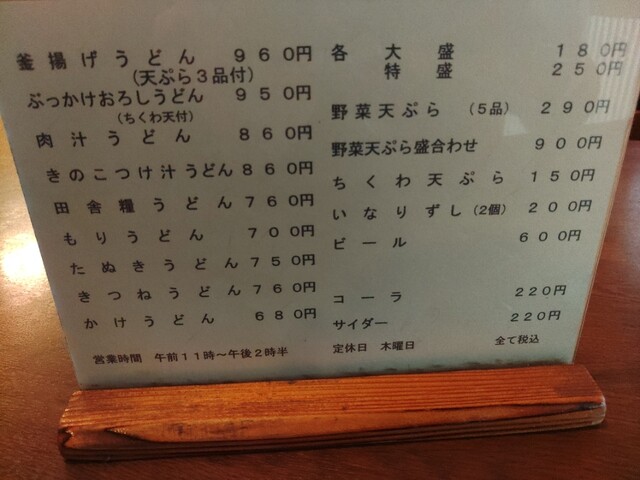 釜揚げうどん 960円
(天ぷら3品付)
ぶっかけおろしうどん 950円
(ちくわ天付)
肉汁うどん 860円
きのこつけ汁うどん 860円
田舎糧うどん 760円
もりうどん 700円
たぬきうどん 750円
きつねうどん 760円
かけうどん 680円
営業時間 午前11時～午後2時半
各大盛 180円
特盛 250円
野菜天ぷら (5品) 290円
野菜天ぷら盛合わせ 900円
ちくわ天ぷら 150円
いなりずし(2個) 200円
ビール 600円
コーラ 220円
サイダー 220円
定休日 木曜日 全て税込